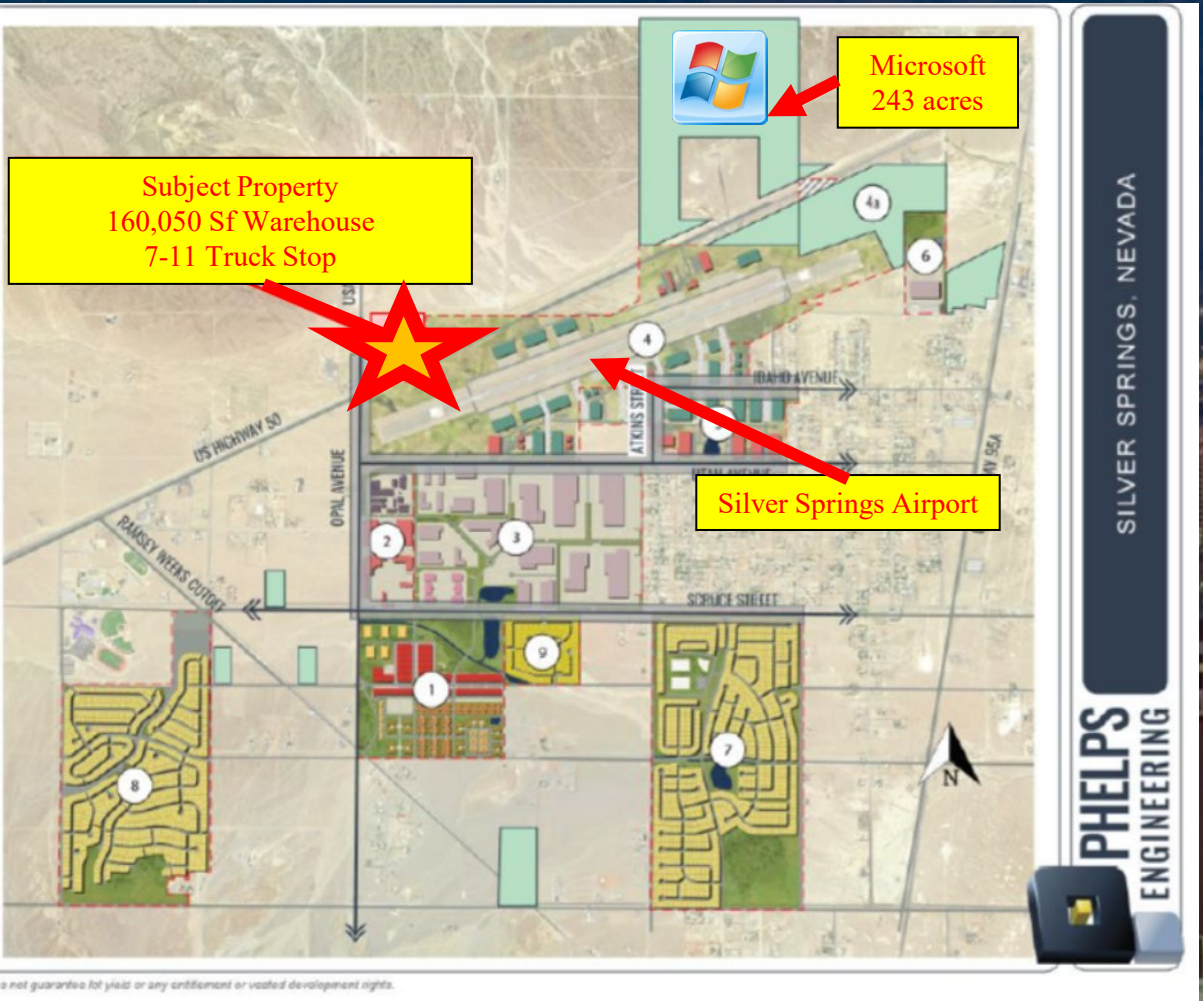 Microsoft
243 acres
Subject Property
160,050 Sf Warehouse
7-11 Truck Stop
4a
6
4
IDAHO AVENUE
ATKINS STREET
US HIGHWAY 50
OPAL AVENUE
UTAH AVENUE
Silver Springs Airport
2
3
RAMSEY WEEKS CUTOFF
SPRUCE STREET
9
1
7
8
N
SILVER SPRINGS, NEVADA
PHELPS
ENGINEERING
not guarantee lot yield or any entitlement or vested development rights.